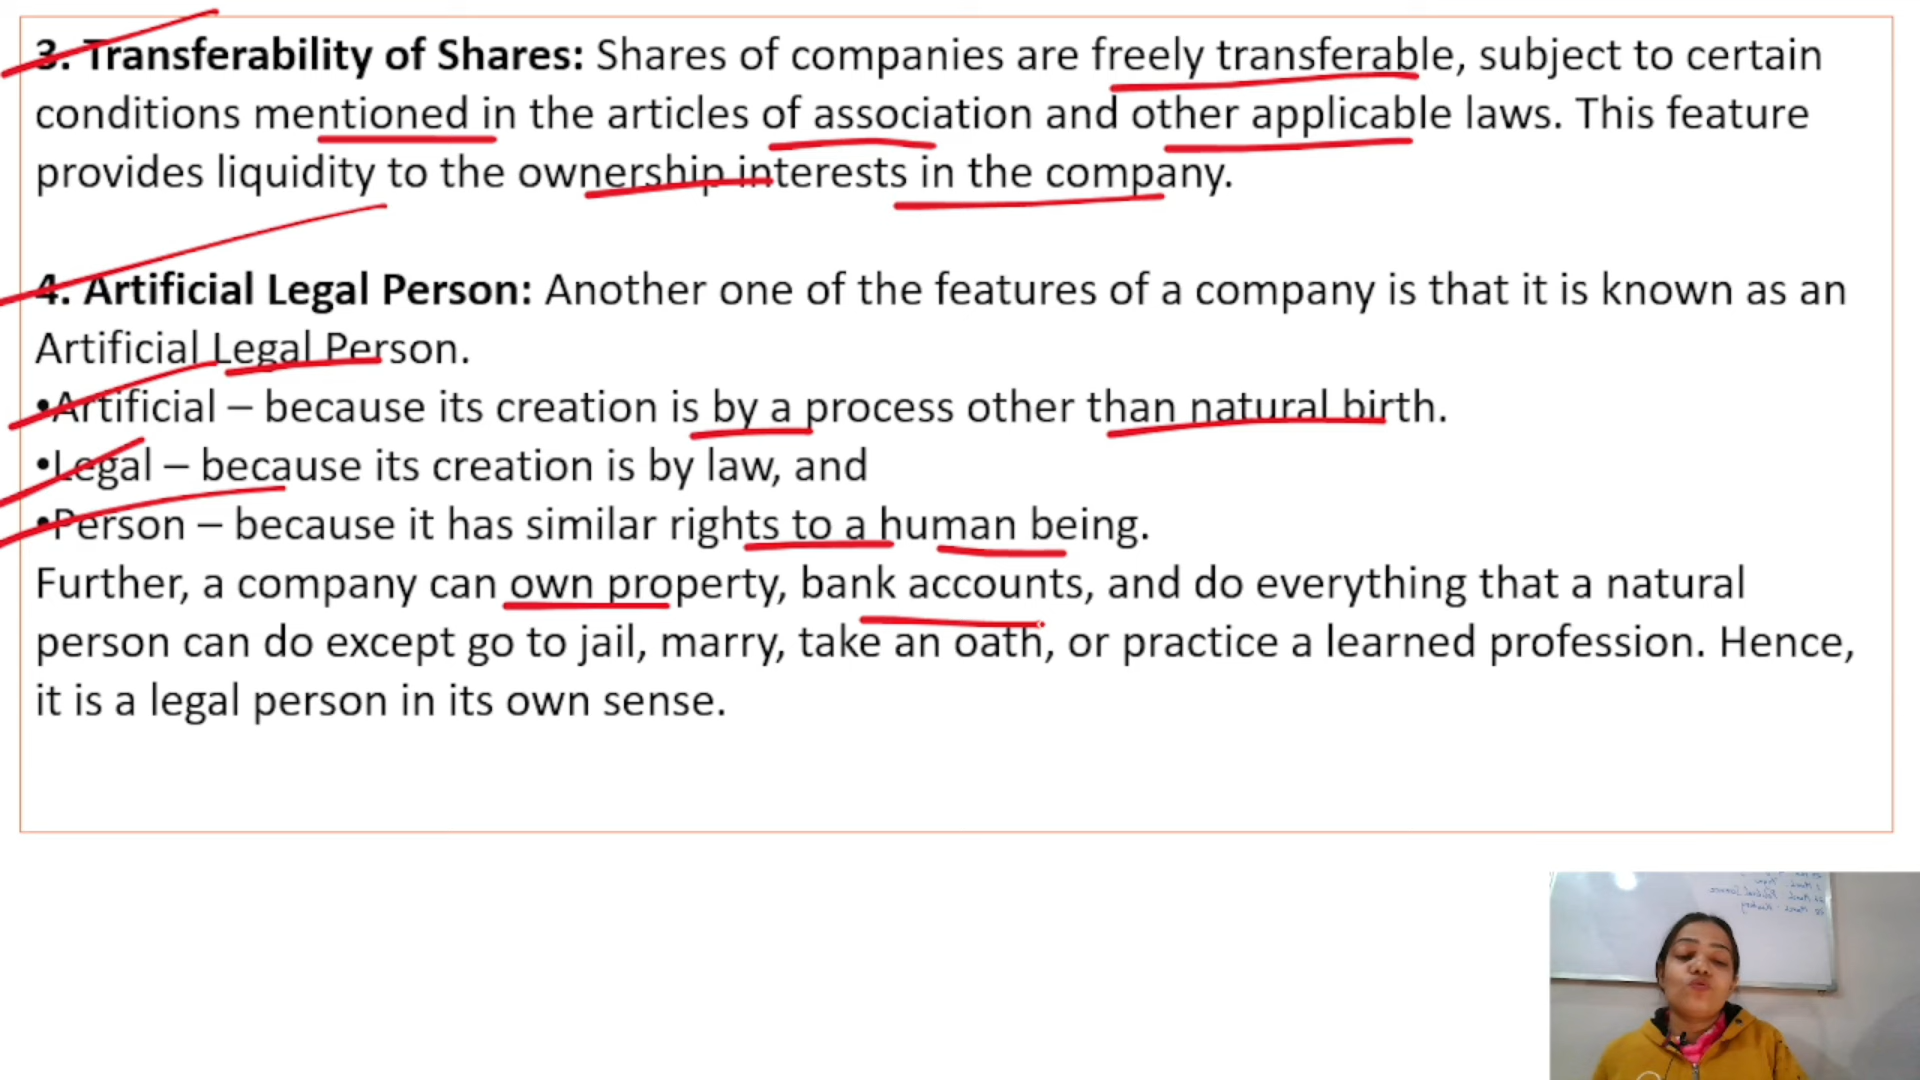 3. Transferability of Shares: Shares of companies are freely transferable, subject to certain
conditions mentioned in the articles of association and other applicable laws. This feature
provides liquidity to the ownership interests in the company.
4. Artificial Legal Person: Another one of the features of a company is that it is known as an
Artificial Legal Person.
•Artificial – because its creation is by a process other than natural birth.
•Legal – because its creation is by law, and
•Person – because it has similar rights to a human being.
Further, a company can own property, bank accounts, and do everything that a natural
person can do except go to jail, marry, take an oath, or practice a learned profession. Hence,
it is a legal person in its own sense.